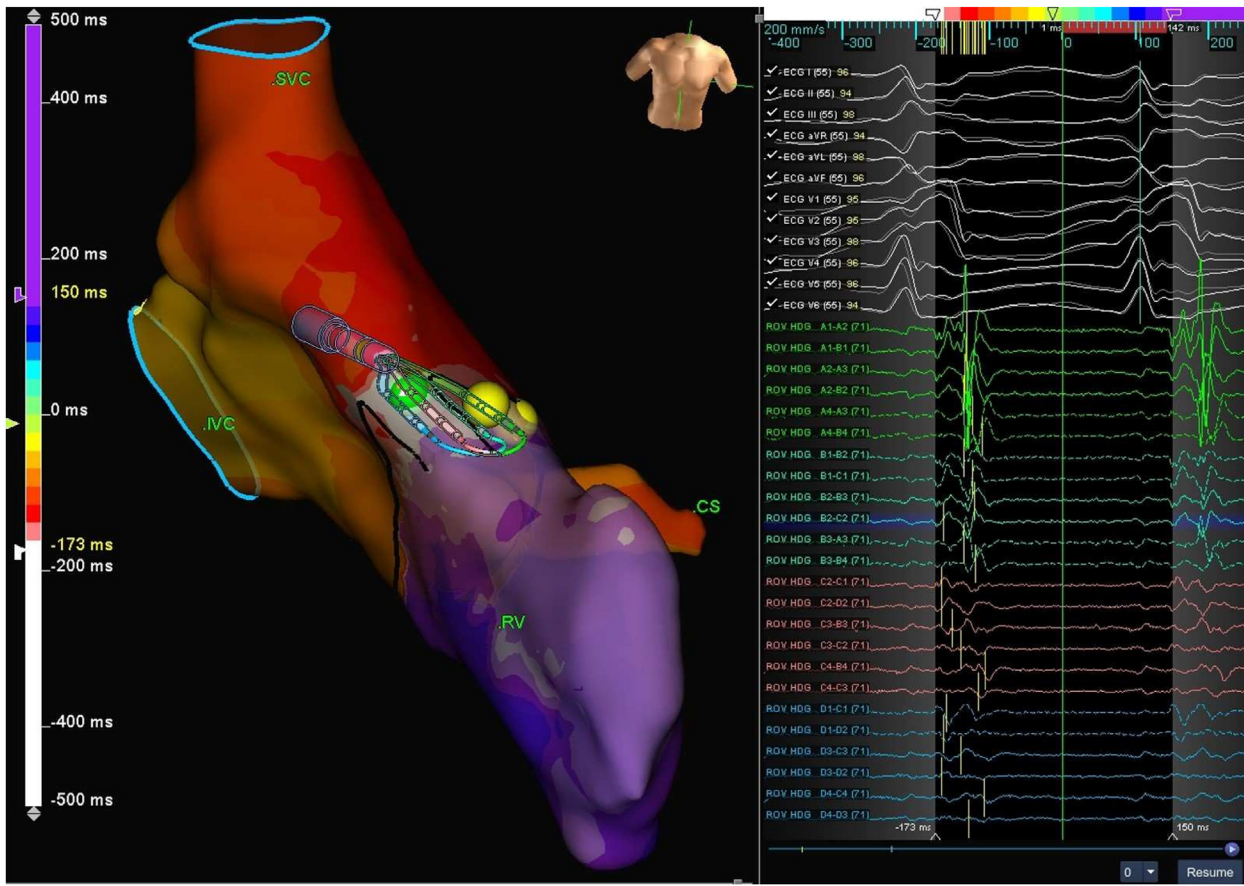 500 ms
400 ms
200 ms
150 ms
0 ms
-173 ms
-200 ms
-400 ms
-500 ms
.SVC
.IVC
.CS
.RV
200 mm/s
1 ms
142 ms
-400
-300
-200
-100
0
100
200
ECG I (55) 96
ECG II (55) 94
ECG III (55) 98
ECG aVR (55) 94
ECG aVL (55) 98
ECG aVF (55) 96
ECG V1 (55) 95
ECG V2 (55) 95
ECG V3 (55) 98
ECG V4 (55) 96
ECG V5 (55) 96
ECG V6 (55) 94
ROV HDG A1-A2 (71)
ROV HDG A1-B1 (71)
ROV HDG A2-A3 (71)
ROV HDG A2-B2 (71)
ROV HDG A4-A3 (71)
ROV HDG A4-B4 (71)
ROV HDG B1-B2 (71)
ROV HDG B1-C1 (71)
ROV HDG B2-B3 (71)
ROV HDG B2-C2 (71)
ROV HDG B3-A3 (71)
ROV HDG B3-B4 (71)
ROV HDG C2-C1 (71)
ROV HDG C2-D2 (71)
ROV HDG C3-B3 (71)
ROV HDG C3-C2 (71)
ROV HDG C4-B4 (71)
ROV HDG C4-C3 (71)
ROV HDG D1-C1 (71)
ROV HDG D1-D2 (71)
ROV HDG D3-C3 (71)
ROV HDG D3-D2 (71)
ROV HDG D4-C4 (71)
ROV HDG D4-D3 (71)
-173 ms
150 ms
0
Resume